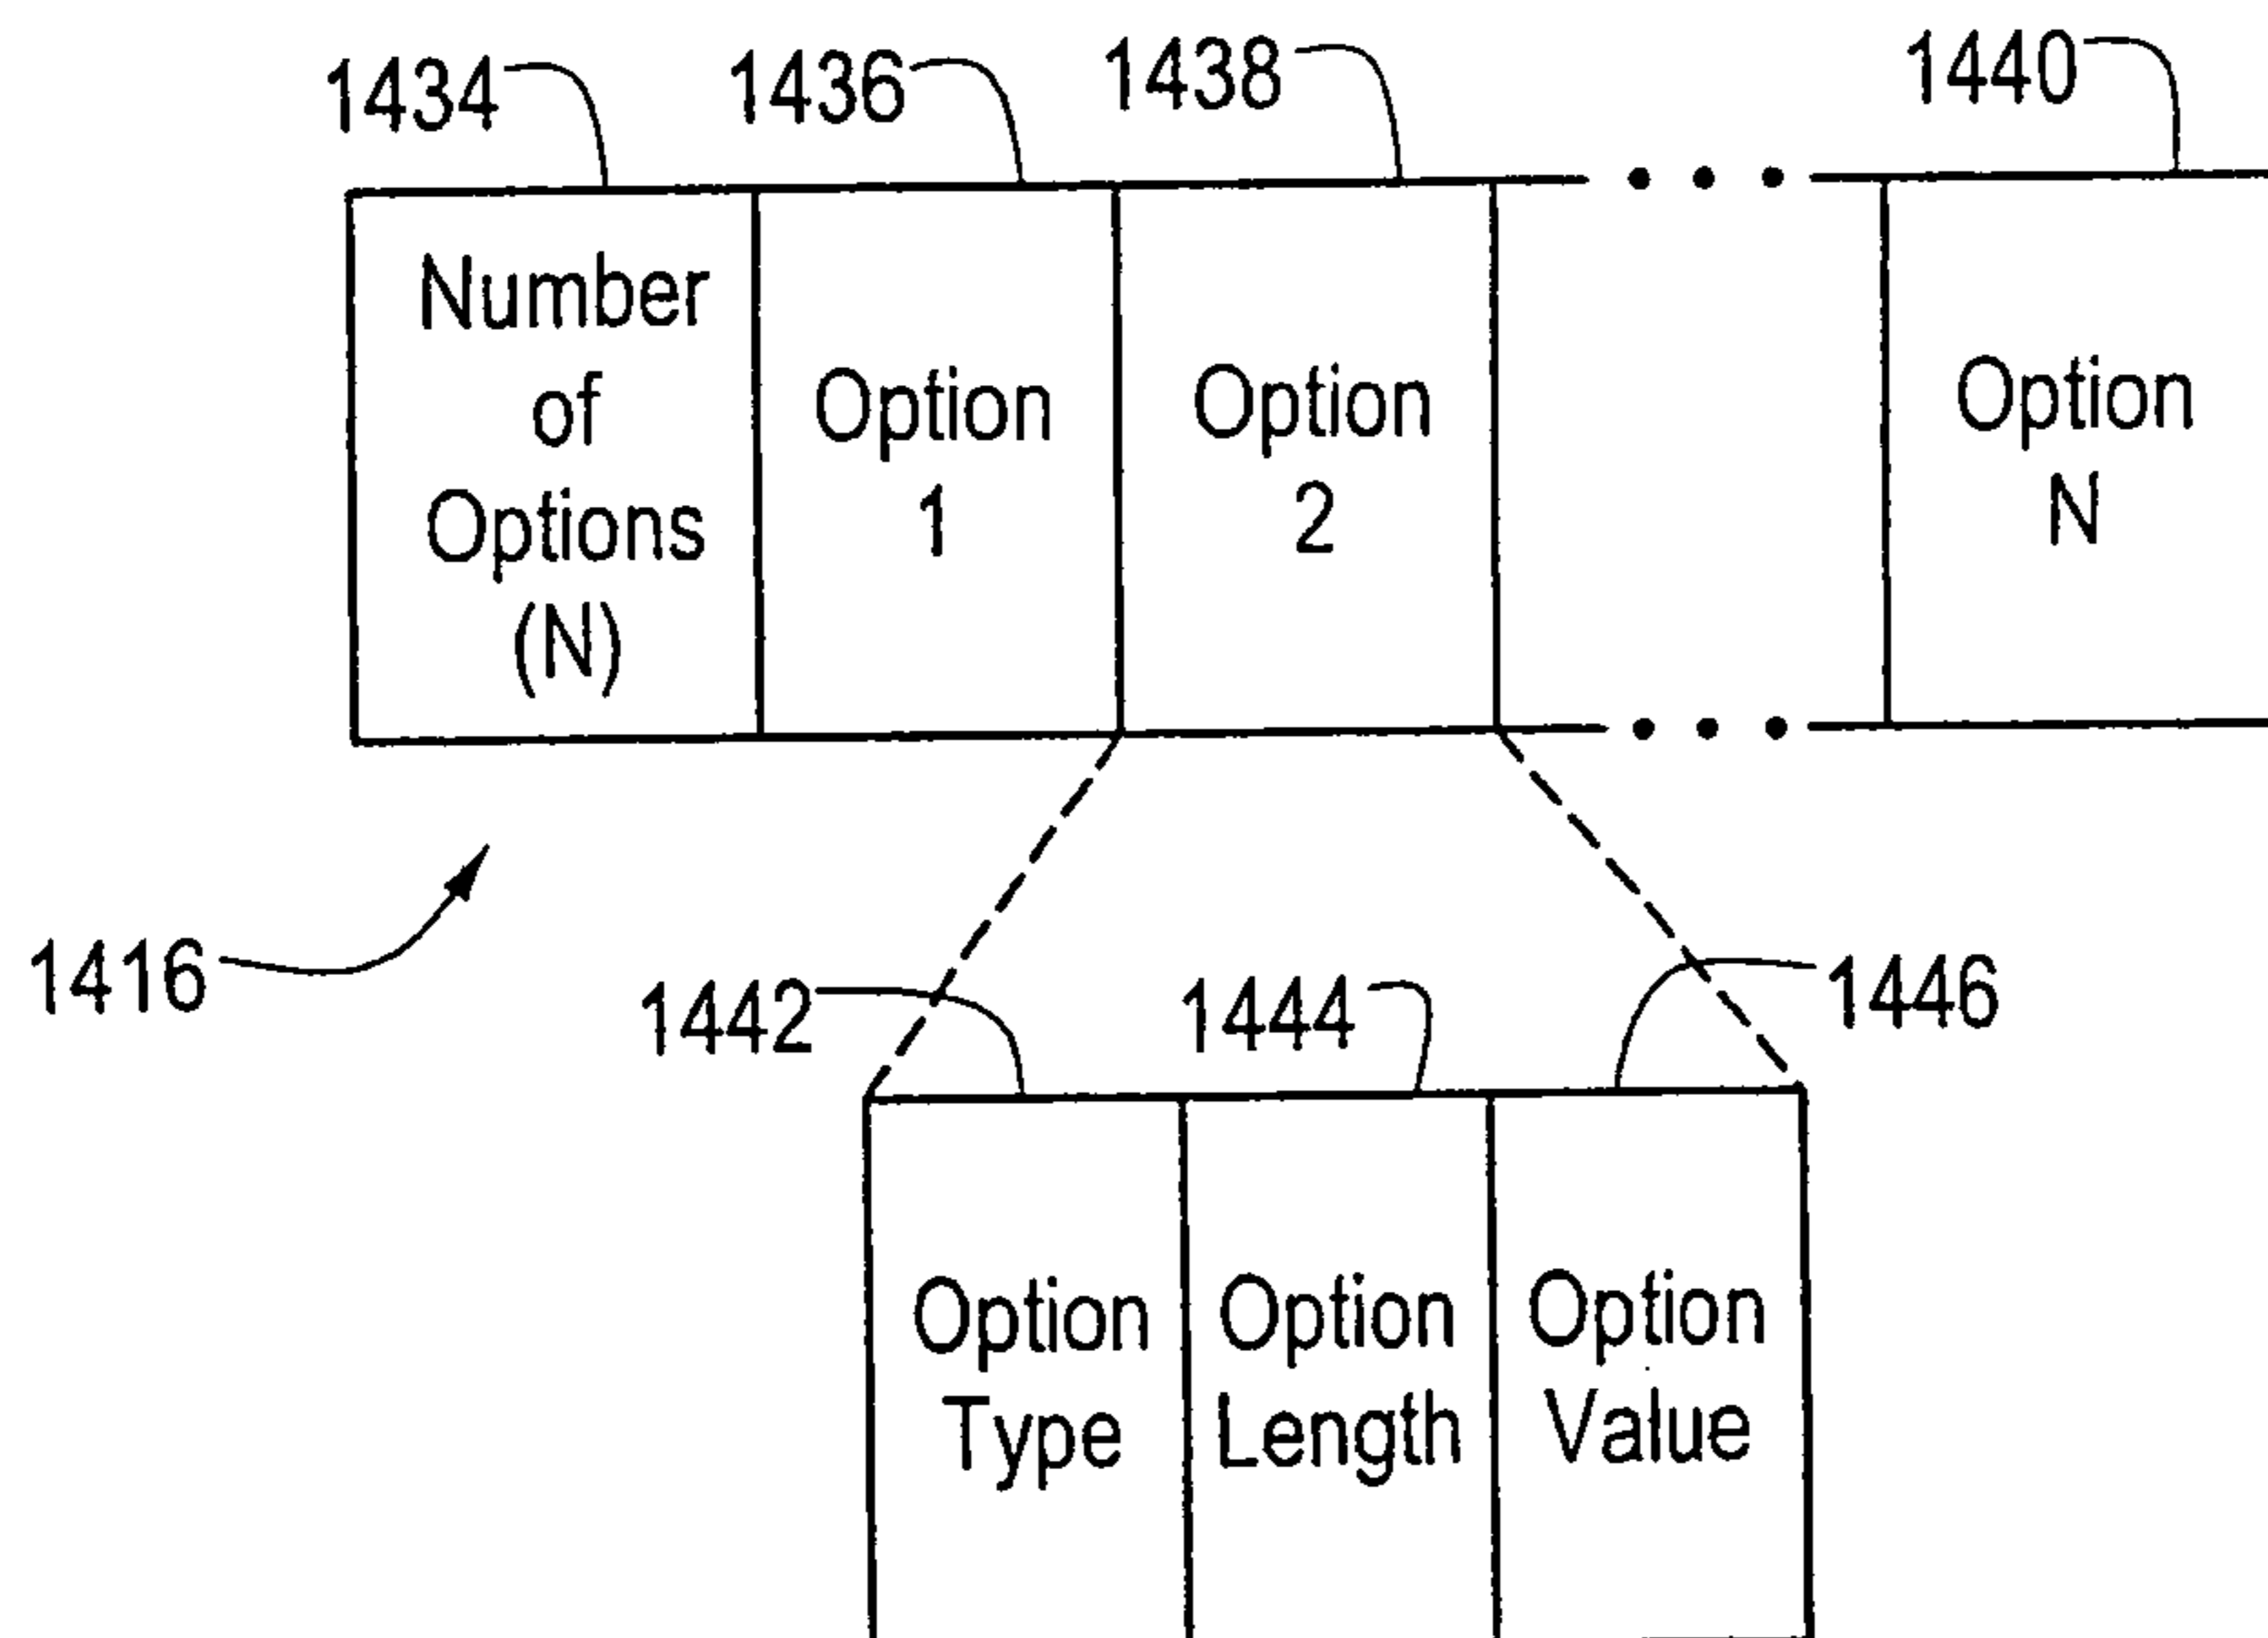 1434
1436
1438
1440
Number
of
Options
(N)
Option
1
Option
2
Option
N
1416
1442
1444
1446
Option
Type
Option
Length
Option
Value